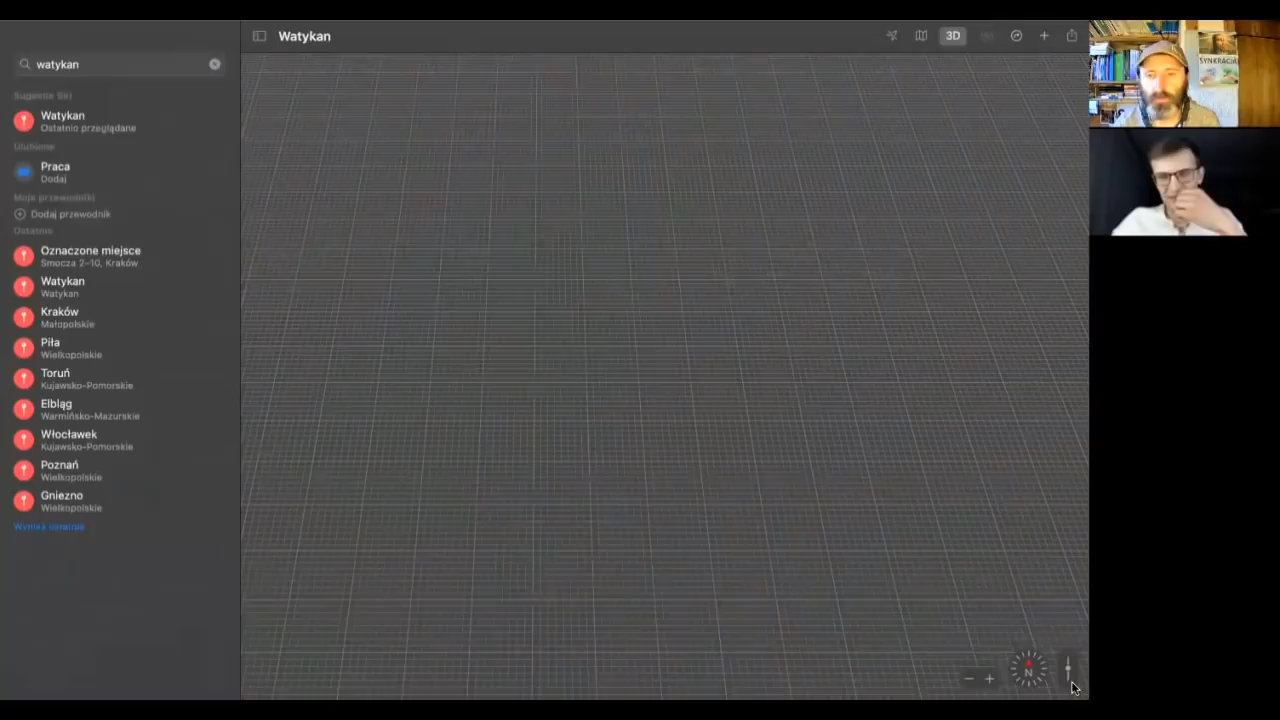 Watykan
3D
watykan
Sugestie Siri
Watykan
Ostatnio przeglądane
Ulubione
Praca
Dodaj
Moje przewodniki
Dodaj przewodnik
Ostatnie
Oznaczone miejsce
Smocza 2–10, Kraków
Watykan
Watykan
Kraków
Małopolskie
Piła
Wielkopolskie
Toruń
Kujawsko-Pomorskie
Elbląg
Warmińsko-Mazurskie
Włocławek
Kujawsko-Pomorskie
Poznań
Wielkopolskie
Gniezno
Wielkopolskie
N